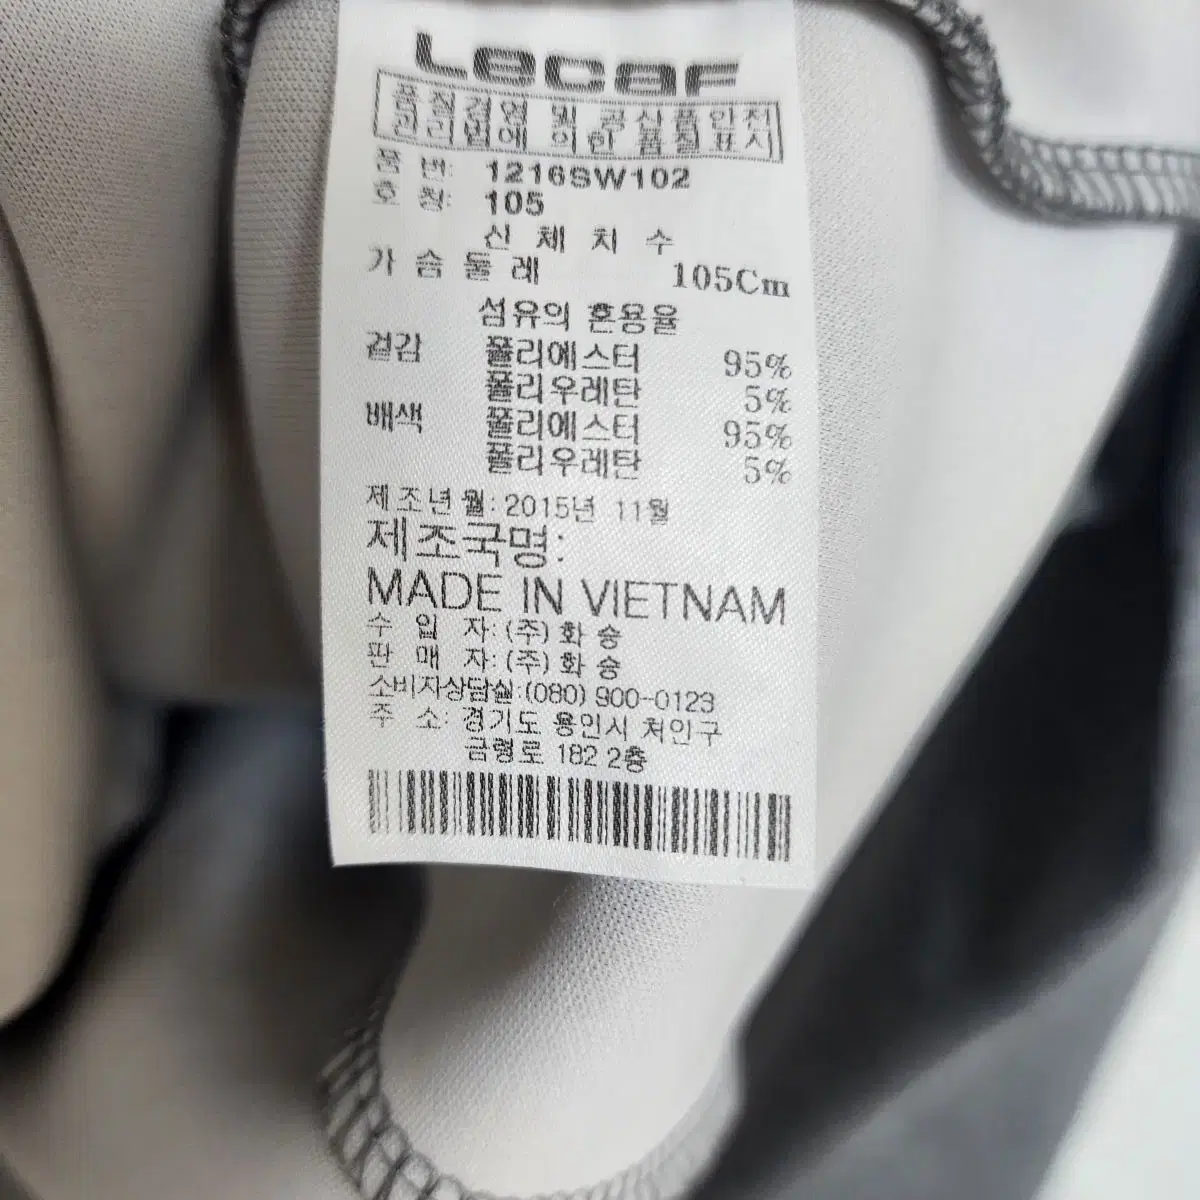 Lecaf
품질경영 및 공산품안전
관리법에 의한 품질표시
품 번: 1216SW102
호 칭: 105
신 체 치 수
가 슴 둘 레 105Cm
섬유의 혼용율
겉감 폴리에스터 95%
폴리우레탄 5%
배색 폴리에스터 95%
폴리우레탄 5%
제조년월: 2015년 11월
제조국명:
MADE IN VIETNAM
수 입 자: (주) 화 승
판 매 자: (주) 화 승
소비자상담실: (080) 900-0123
주 소: 경기도 용인시 처인구
금령로 182 2층